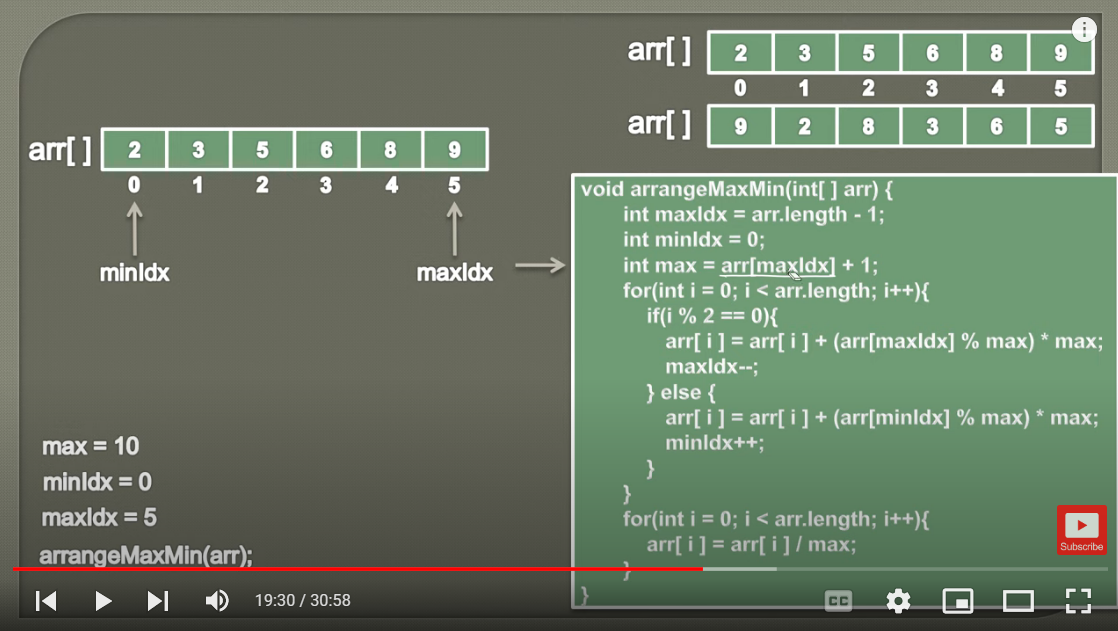 arr[ ] 2 3 5 6 8 9
0 1 2 3 4 5
arr[ ] 9 2 8 3 6 5
arr[ ] 2 3 5 6 8 9
0 1 2 3 4 5
minIdx maxIdx
void arrangeMaxMin(int[ ] arr) {
int maxIdx = arr.length - 1;
int minIdx = 0;
int max = arr[maxIdx] + 1;
for(int i = 0; i < arr.length; i++){
if(i % 2 == 0){
arr[ i ] = arr[ i ] + (arr[maxIdx] % max) * max;
maxIdx--;
} else {
arr[ i ] = arr[ i ] + (arr[minIdx] % max) * max;
minIdx++;
}
}
for(int i = 0; i < arr.length; i++){
arr[ i ] = arr[ i ] / max;
}
}
max = 10
minIdx = 0
maxIdx = 5
arrangeMaxMin(arr);
Subscribe
19:30 / 30:58
CC